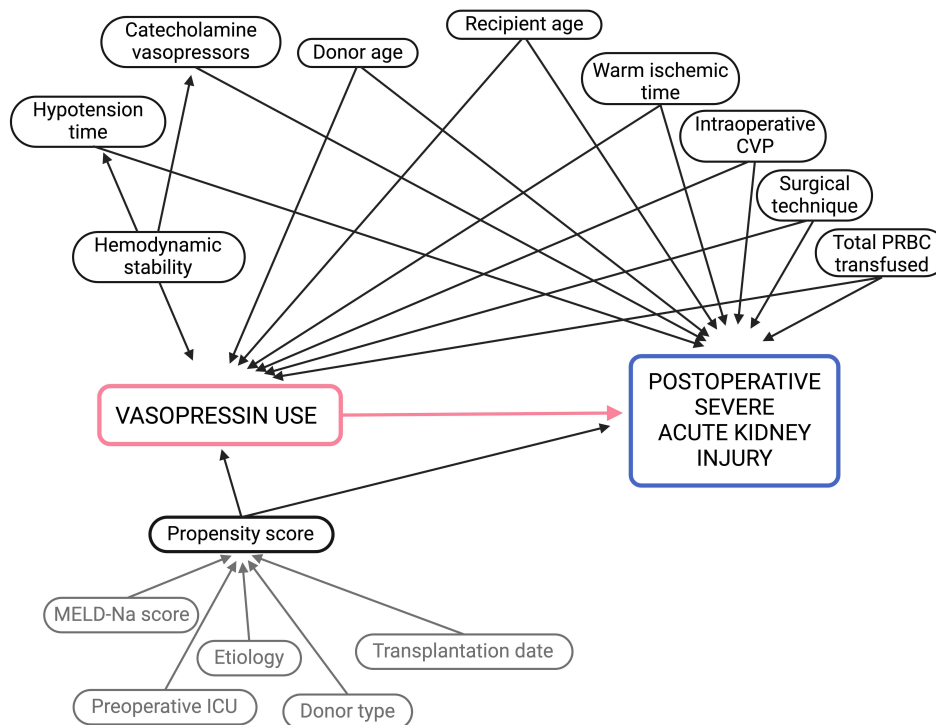 Catecholamine
vasopressors
Donor age
Recipient age
Warm ischemic
time
Hypotension
time
Intraoperative
CVP
Surgical
technique
Hemodynamic
stability
Total PRBC
transfused
VASOPRESSIN USE
POSTOPERATIVE
SEVERE
ACUTE KIDNEY
INJURY
Propensity score
MELD-Na score
Etiology
Transplantation date
Preoperative ICU
Donor type